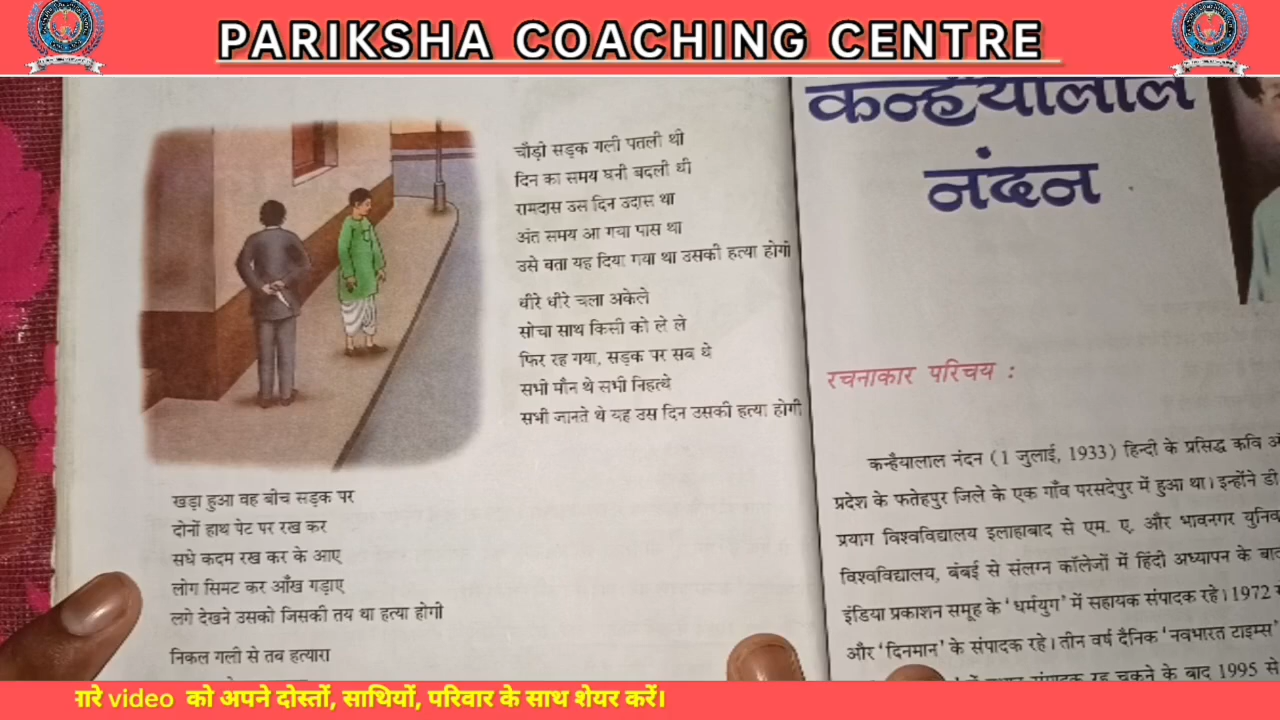 PARIKSHA COACHING CENTRE
चौड़ी सड़क गली पतली थी
दिन का समय घनी बदली थी
रामदास उस दिन उदास था
अंत समय आ गया पास था
उसे बता यह दिया गया था उसकी हत्या होगी
धीरे धीरे चला अकेले
सोचा साथ किसी को ले ले
फिर रह गया, सड़क पर सब थे
सभी मौन थे सभी निहत्थे
सभी जानते थे यह उस दिन उसकी हत्या होगी
खड़ा हुआ वह बीच सड़क पर
दोनों हाथ पेट पर रख कर
सधे कदम रख कर के आए
लोग सिमट कर आँख गड़ाए
लगे देखने उसको जिसकी तय था हत्या होगी
निकल गली से तब हत्यारा
कन्हैयालाल
नंदन
रचनाकार परिचय :
कन्हैयालाल नंदन (1 जुलाई, 1933) हिन्दी के प्रसिद्ध कवि
प्रदेश के फतेहपुर जिले के एक गाँव परसदेपुर में हुआ था। इन्होंने डी
प्रयाग विश्वविद्यालय इलाहाबाद से एम. ए. और भावनगर
विश्वविद्यालय, बंबई से संलग्न कॉलेजों में हिंदी अध्यापन के
इंडिया प्रकाशन समूह के 'धर्मयुग' में सहायक संपादक रहे। 1972
और 'दिनमान' के संपादक रहे। तीन वर्ष दैनिक 'नवभारत टाइम्स'
रह चुकने के बाद 1995 से
video को अपने दोस्तों, साथियों, परिवार के साथ शेयर करें।